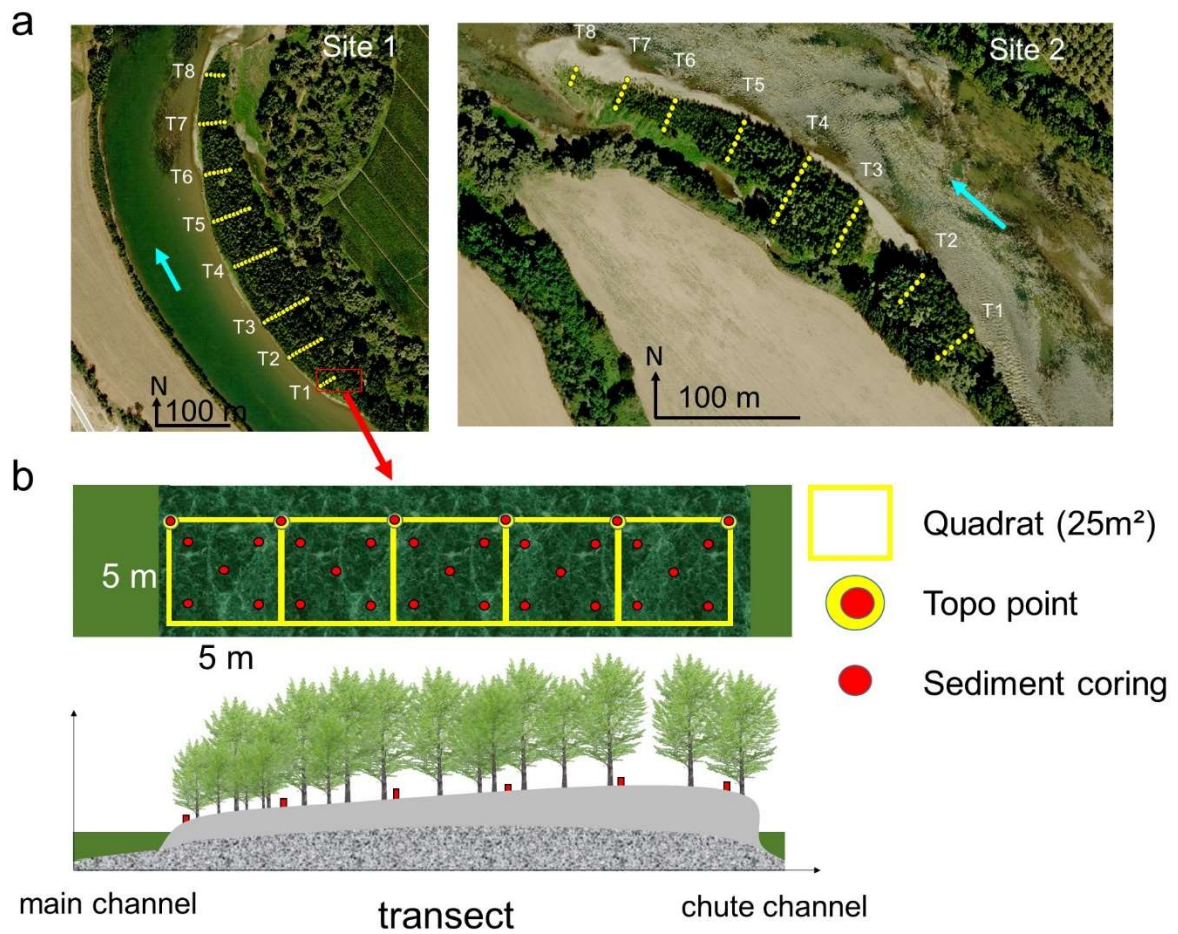 a
Site 1
T8
T7
T6
T5
T4
T3
T2
T1
N
100 m
Site 2
T8
T7
T6
T5
T4
T3
T2
T1
N
100 m
b
5 m
5 m
Quadrat (25m²)
Topo point
Sediment coring
main channel
transect
chute channel